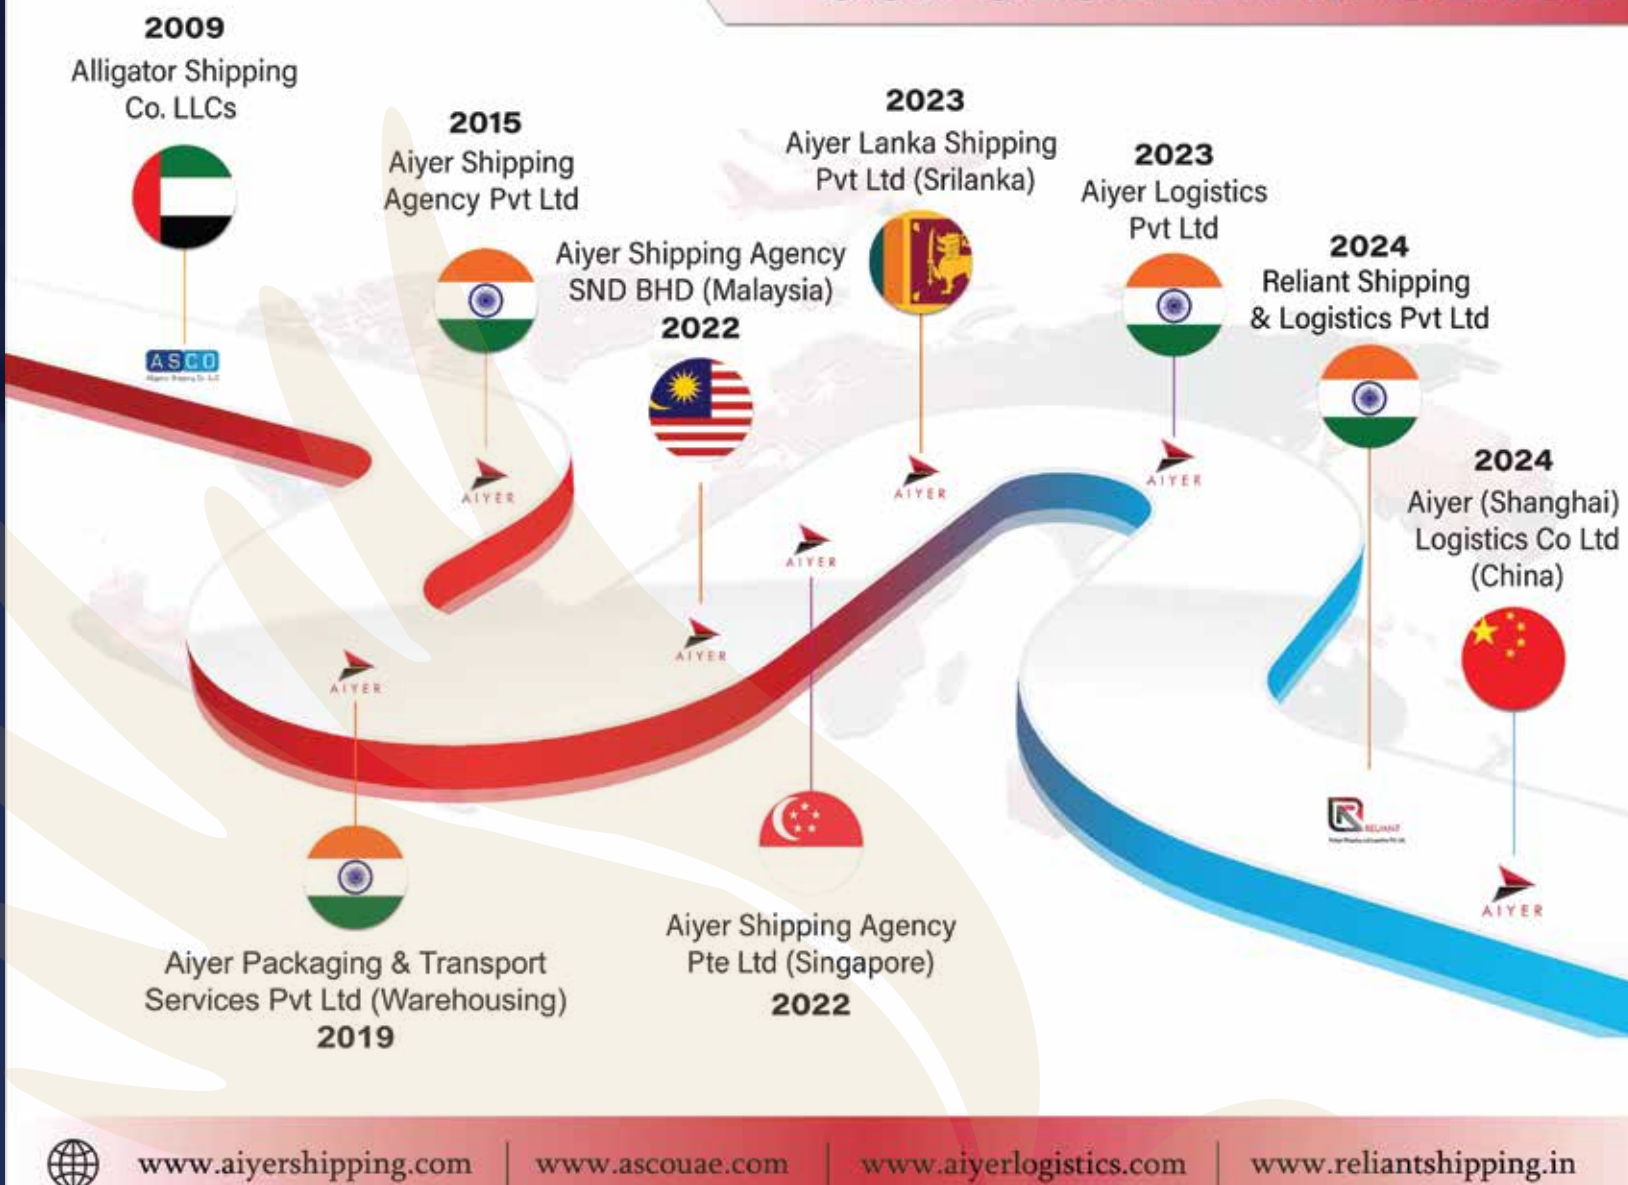 2009
Alligator Shipping
Co. LLCs
ASCO
2015
Aiyer Shipping
Agency Pvt Ltd
AIYER
Aiyer Shipping Agency
SND BHD (Malaysia)
2022
AIYER
2023
Aiyer Lanka Shipping
Pvt Ltd (Srilanka)
AIYER
2023
Aiyer Logistics
Pvt Ltd
AIYER
2024
Reliant Shipping
& Logistics Pvt Ltd
RELIANT
2024
Aiyer (Shanghai)
Logistics Co Ltd
(China)
AIYER
AIYER
Aiyer Packaging & Transport
Services Pvt Ltd (Warehousing)
2019
AIYER
Aiyer Shipping Agency
Pte Ltd (Singapore)
2022
www.aiyershipping.com | www.ascouae.com | www.aiyerlogistics.com | www.reliantshipping.in